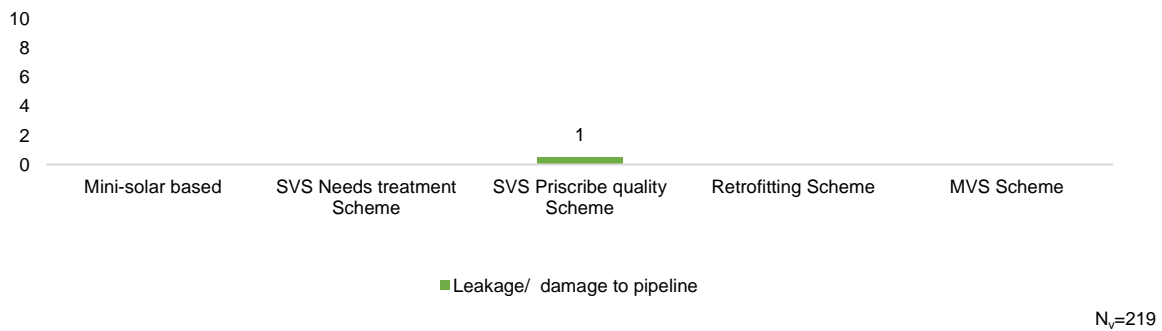 10
8
6
4
2
0
1
Mini-solar based
SVS Needs treatment
Scheme
SVS Priscribe quality
Scheme
Retrofitting Scheme
MVS Scheme
Leakage/ damage to pipeline
Nᵥ=219